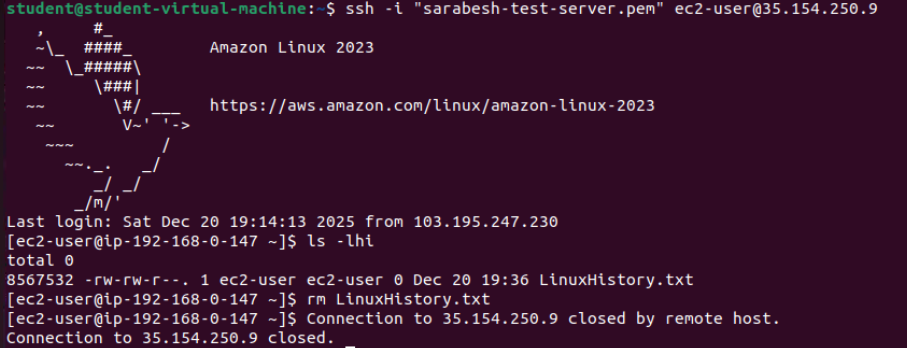 student@student-virtual-machine:~$ ssh -i "sarabesh-test-server.pem" ec2-user@35.154.250.9
   ,     #_
   ~\_  ####_        Amazon Linux 2023
  ~~  \_#####\
  ~~     \###|
  ~~       \#/ ___   https://aws.amazon.com/linux/amazon-linux-2023
   ~~       V~' '->
    ~~~         /
      ~~._.   _/
         _/ _/
       _/m/'
Last login: Sat Dec 20 19:14:13 2025 from 103.195.247.230
[ec2-user@ip-192-168-0-147 ~]$ ls -lhi
total 0
8567532 -rw-rw-r--. 1 ec2-user ec2-user 0 Dec 20 19:36 LinuxHistory.txt
[ec2-user@ip-192-168-0-147 ~]$ rm LinuxHistory.txt
[ec2-user@ip-192-168-0-147 ~]$ Connection to 35.154.250.9 closed by remote host.
Connection to 35.154.250.9 closed.